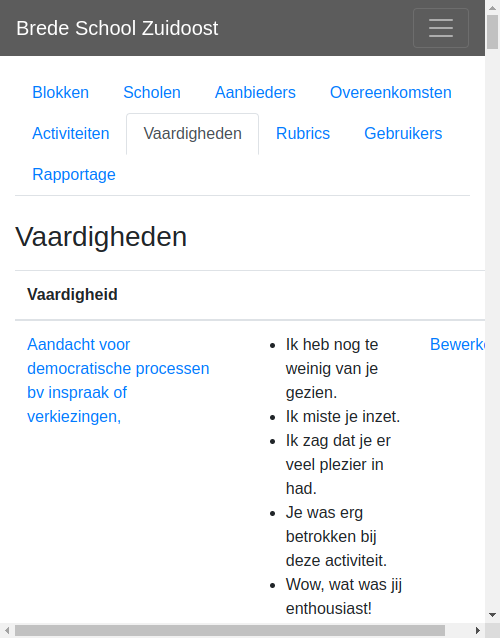 Brede School Zuidoost
Blokken Scholen Aanbieders Overeenkomsten
Activiteiten Vaardigheden Rubrics Gebruikers
Rapportage
Vaardigheden
Vaardigheid
Aandacht voor
democratische processen
bv inspraak of
verkiezingen,
Ik heb nog te
weinig van je
gezien.
Ik miste je inzet.
Ik zag dat je er
veel plezier in
had.
Je was erg
betrokken bij
deze activiteit.
Wow, wat was jij
enthousiast!